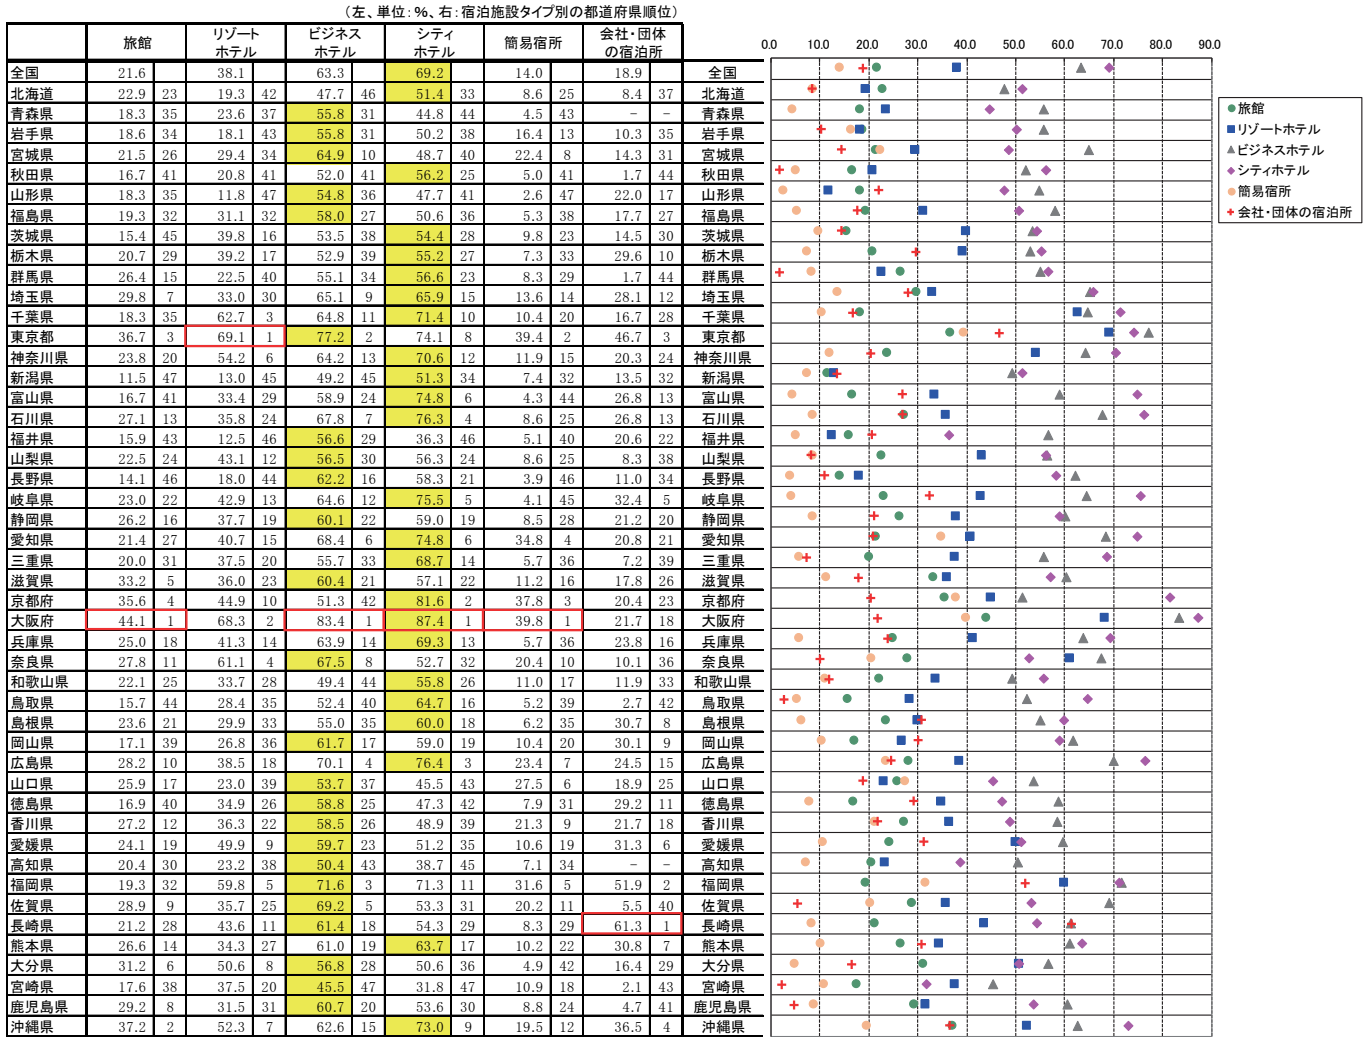 (左、単位：％、右：宿泊施設タイプ別の都道府県順位)
旅館 リゾートホテル ビジネスホテル シティホテル 簡易宿所 会社・団体の宿泊所
0.0 10.0 20.0 30.0 40.0 50.0 60.0 70.0 80.0 90.0
全国 21.6 38.1 63.3 69.2 14.0 18.9 全国
北海道 22.9 23 19.3 42 47.7 46 51.4 33 8.6 25 8.4 37 北海道
青森県 18.3 35 23.6 37 55.8 31 44.8 44 4.5 43 － － 青森県
岩手県 18.6 34 18.1 43 55.8 31 50.2 38 16.4 13 10.3 35 岩手県
宮城県 21.5 26 29.4 34 64.9 10 48.7 40 22.4 8 14.3 31 宮城県
秋田県 16.7 41 20.8 41 52.0 41 56.2 25 5.0 41 1.7 44 秋田県
山形県 18.3 35 11.8 47 54.8 36 47.7 41 2.6 47 22.0 17 山形県
福島県 19.3 32 31.1 32 58.0 27 50.6 36 5.3 38 17.7 27 福島県
茨城県 15.4 45 39.8 16 53.5 38 54.4 28 9.8 23 14.5 30 茨城県
栃木県 20.7 29 39.2 17 52.9 39 55.2 27 7.3 33 29.6 10 栃木県
群馬県 26.4 15 22.5 40 55.1 34 56.6 23 8.3 29 1.7 44 群馬県
埼玉県 29.8 7 33.0 30 65.1 9 65.9 15 13.6 14 28.1 12 埼玉県
千葉県 18.3 35 62.7 3 64.8 11 71.4 10 10.4 20 16.7 28 千葉県
東京都 36.7 3 69.1 1 77.2 2 74.1 8 39.4 2 46.7 3 東京都
神奈川県 23.8 20 54.2 6 64.2 13 70.6 12 11.9 15 20.3 24 神奈川県
新潟県 11.5 47 13.0 45 49.2 45 51.3 34 7.4 32 13.5 32 新潟県
富山県 16.7 41 33.4 29 58.9 24 74.8 6 4.3 44 26.8 13 富山県
石川県 27.1 13 35.8 24 67.8 7 76.3 4 8.6 25 26.8 13 石川県
福井県 15.9 43 12.5 46 56.6 29 36.3 46 5.1 40 20.6 22 福井県
山梨県 22.5 24 43.1 12 56.5 30 56.3 24 8.6 25 8.3 38 山梨県
長野県 14.1 46 18.0 44 62.2 16 58.3 21 3.9 46 11.0 34 長野県
岐阜県 23.0 22 42.9 13 64.6 12 75.5 5 4.1 45 32.4 5 岐阜県
静岡県 26.2 16 37.7 19 60.1 22 59.0 19 8.5 28 21.2 20 静岡県
愛知県 21.4 27 40.7 15 68.4 6 74.8 6 34.8 4 20.8 21 愛知県
三重県 20.0 31 37.5 20 55.7 33 68.7 14 5.7 36 7.2 39 三重県
滋賀県 33.2 5 36.0 23 60.4 21 57.1 22 11.2 16 17.8 26 滋賀県
京都府 35.6 4 44.9 10 51.3 42 81.6 2 37.8 3 20.4 23 京都府
大阪府 44.1 1 68.3 2 83.4 1 87.4 1 39.8 1 21.7 18 大阪府
兵庫県 25.0 18 41.3 14 63.9 14 69.3 13 5.7 36 23.8 16 兵庫県
奈良県 27.8 11 61.1 4 67.5 8 52.7 32 20.4 10 10.1 36 奈良県
和歌山県 22.1 25 33.7 28 49.4 44 55.8 26 11.0 17 11.9 33 和歌山県
鳥取県 15.7 44 28.4 35 52.4 40 64.7 16 5.2 39 2.7 42 鳥取県
島根県 23.6 21 29.9 33 55.0 35 60.0 18 6.2 35 30.7 8 島根県
岡山県 17.1 39 26.8 36 61.7 17 59.0 19 10.4 20 30.1 9 岡山県
広島県 28.2 10 38.5 18 70.1 4 76.4 3 23.4 7 24.5 15 広島県
山口県 25.9 17 23.0 39 53.7 37 45.5 43 27.5 6 18.9 25 山口県
徳島県 16.9 40 34.9 26 58.8 25 47.3 42 7.9 31 29.2 11 徳島県
香川県 27.2 12 36.3 22 58.5 26 48.9 39 21.3 9 21.7 18 香川県
愛媛県 24.1 19 49.9 9 59.7 23 51.2 35 10.6 19 31.3 6 愛媛県
高知県 20.4 30 23.2 38 50.4 43 38.7 45 7.1 34 － － 高知県
福岡県 19.3 32 59.8 5 71.6 3 71.3 11 31.6 5 51.9 2 福岡県
佐賀県 28.9 9 35.7 25 69.2 5 53.3 31 20.2 11 5.5 40 佐賀県
長崎県 21.2 28 43.6 11 61.4 18 54.3 29 8.3 29 61.3 1 長崎県
熊本県 26.6 14 34.3 27 61.0 19 63.7 17 10.2 22 30.8 7 熊本県
大分県 31.2 6 50.6 8 56.8 28 50.6 36 4.9 42 16.4 29 大分県
宮崎県 17.6 38 37.5 20 45.5 47 31.8 47 10.9 18 2.1 43 宮崎県
鹿児島県 29.2 8 31.5 31 60.7 20 53.6 30 8.8 24 4.7 41 鹿児島県
沖縄県 37.2 2 52.3 7 62.6 15 73.0 9 19.5 12 36.5 4 沖縄県
旅館
リゾートホテル
ビジネスホテル
シティホテル
簡易宿所
会社・団体の宿泊所